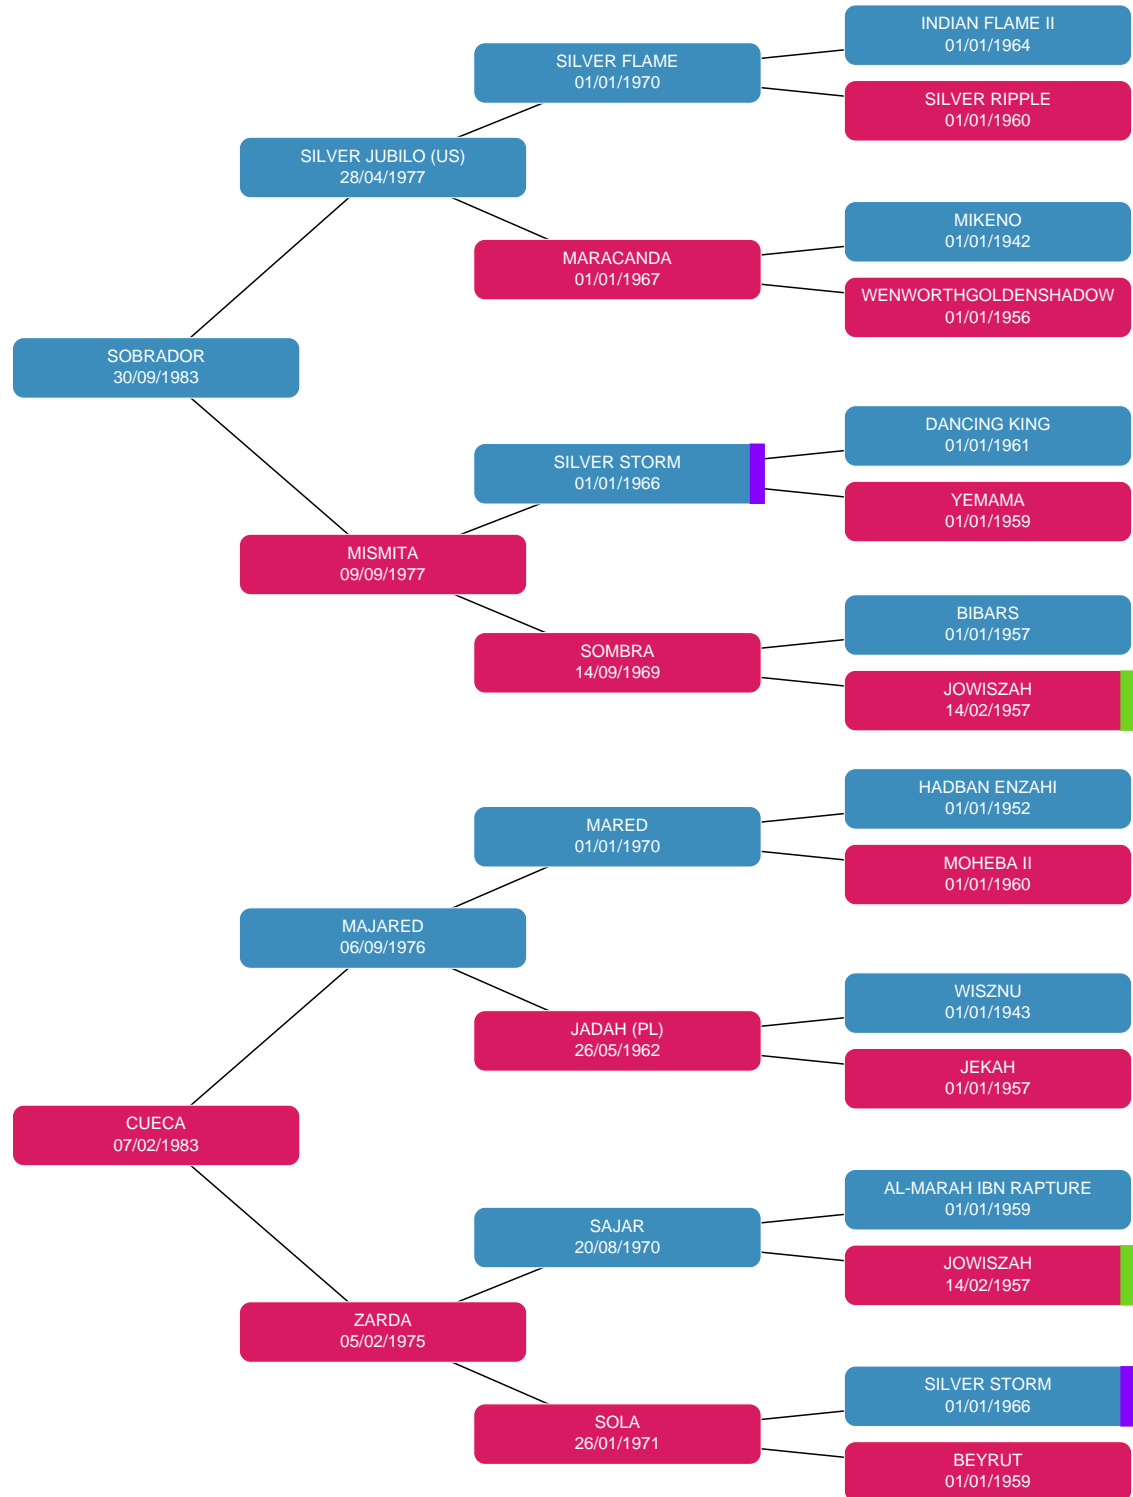 INDIAN FLAME II
01/01/1964
SILVER FLAME
01/01/1970
SILVER RIPPLE
01/01/1960
SILVER JUBILO (US)
28/04/1977
MIKENO
01/01/1942
MARACANDA
01/01/1967
WENWORTHGOLDENSHADOW
01/01/1956
SOBRADOR
30/09/1983
DANCING KING
01/01/1961
SILVER STORM
01/01/1966
YEMAMA
01/01/1959
MISMITA
09/09/1977
BIBARS
01/01/1957
SOMBRA
14/09/1969
JOWISZAH
14/02/1957
HADBAN ENZAHI
01/01/1952
MARED
01/01/1970
MOHEBA II
01/01/1960
MAJARED
06/09/1976
WISZNU
01/01/1943
JADAH (PL)
26/05/1962
JEKAH
01/01/1957
CUECA
07/02/1983
AL-MARAH IBN RAPTURE
01/01/1959
SAJAR
20/08/1970
JOWISZAH
14/02/1957
ZARDA
05/02/1975
SILVER STORM
01/01/1966
SOLA
26/01/1971
BEYRUT
01/01/1959